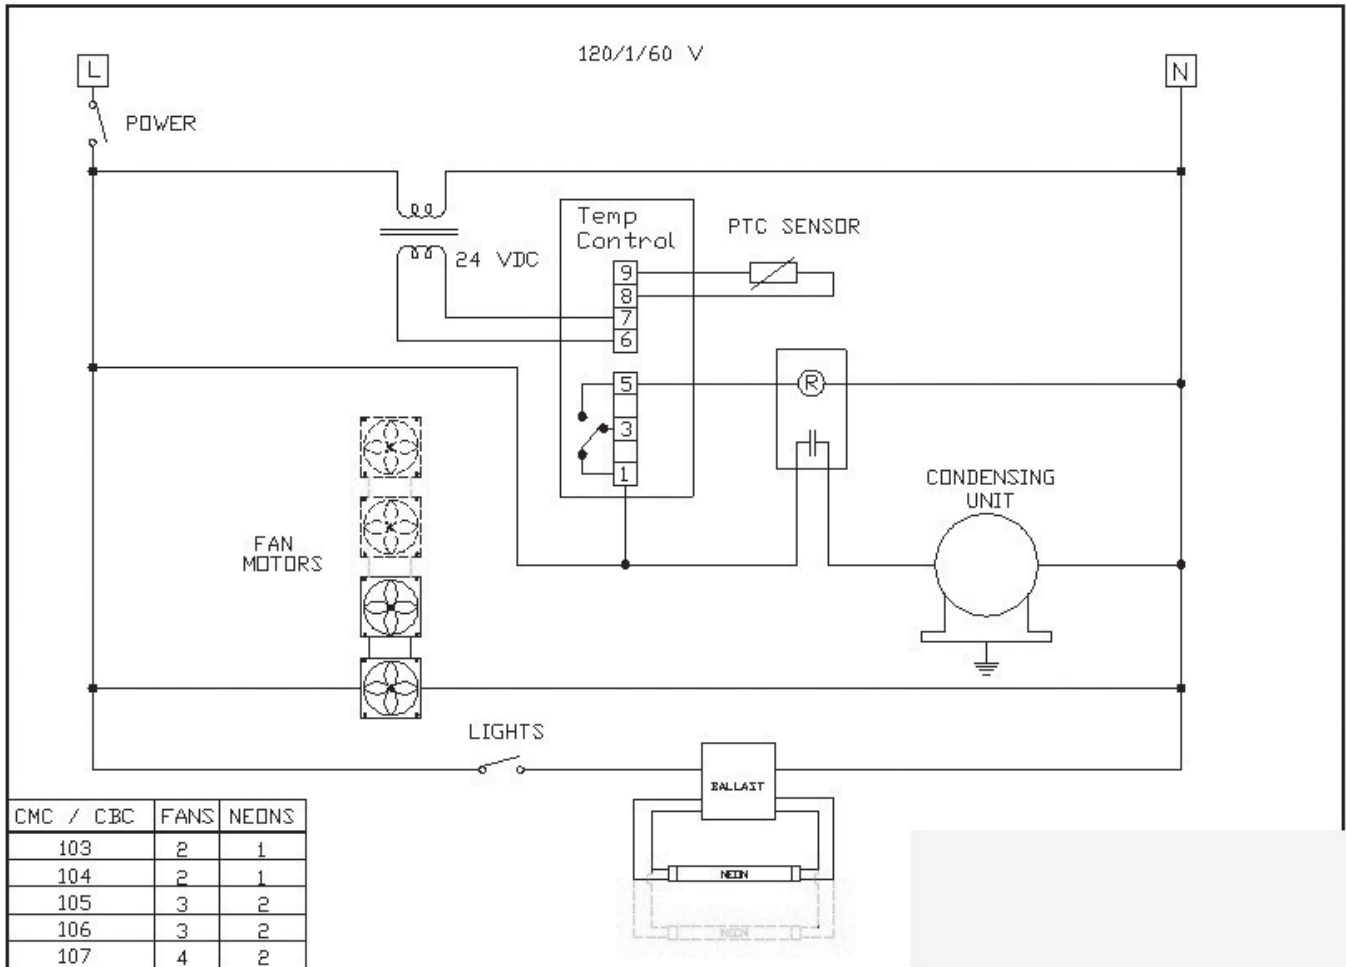 120/1/60 V
L
N
POWER
Temp
Control
PTC SENSOR
24 VDC
9
8
7
6
5
R
3
1
CONDENSING
UNIT
FAN
MOTORS
LIGHTS
BALLAST
CMC / CBC FANS NEONS
103 2 1
104 2 1
105 3 2
106 3 2
107 4 2
NEON
NEON